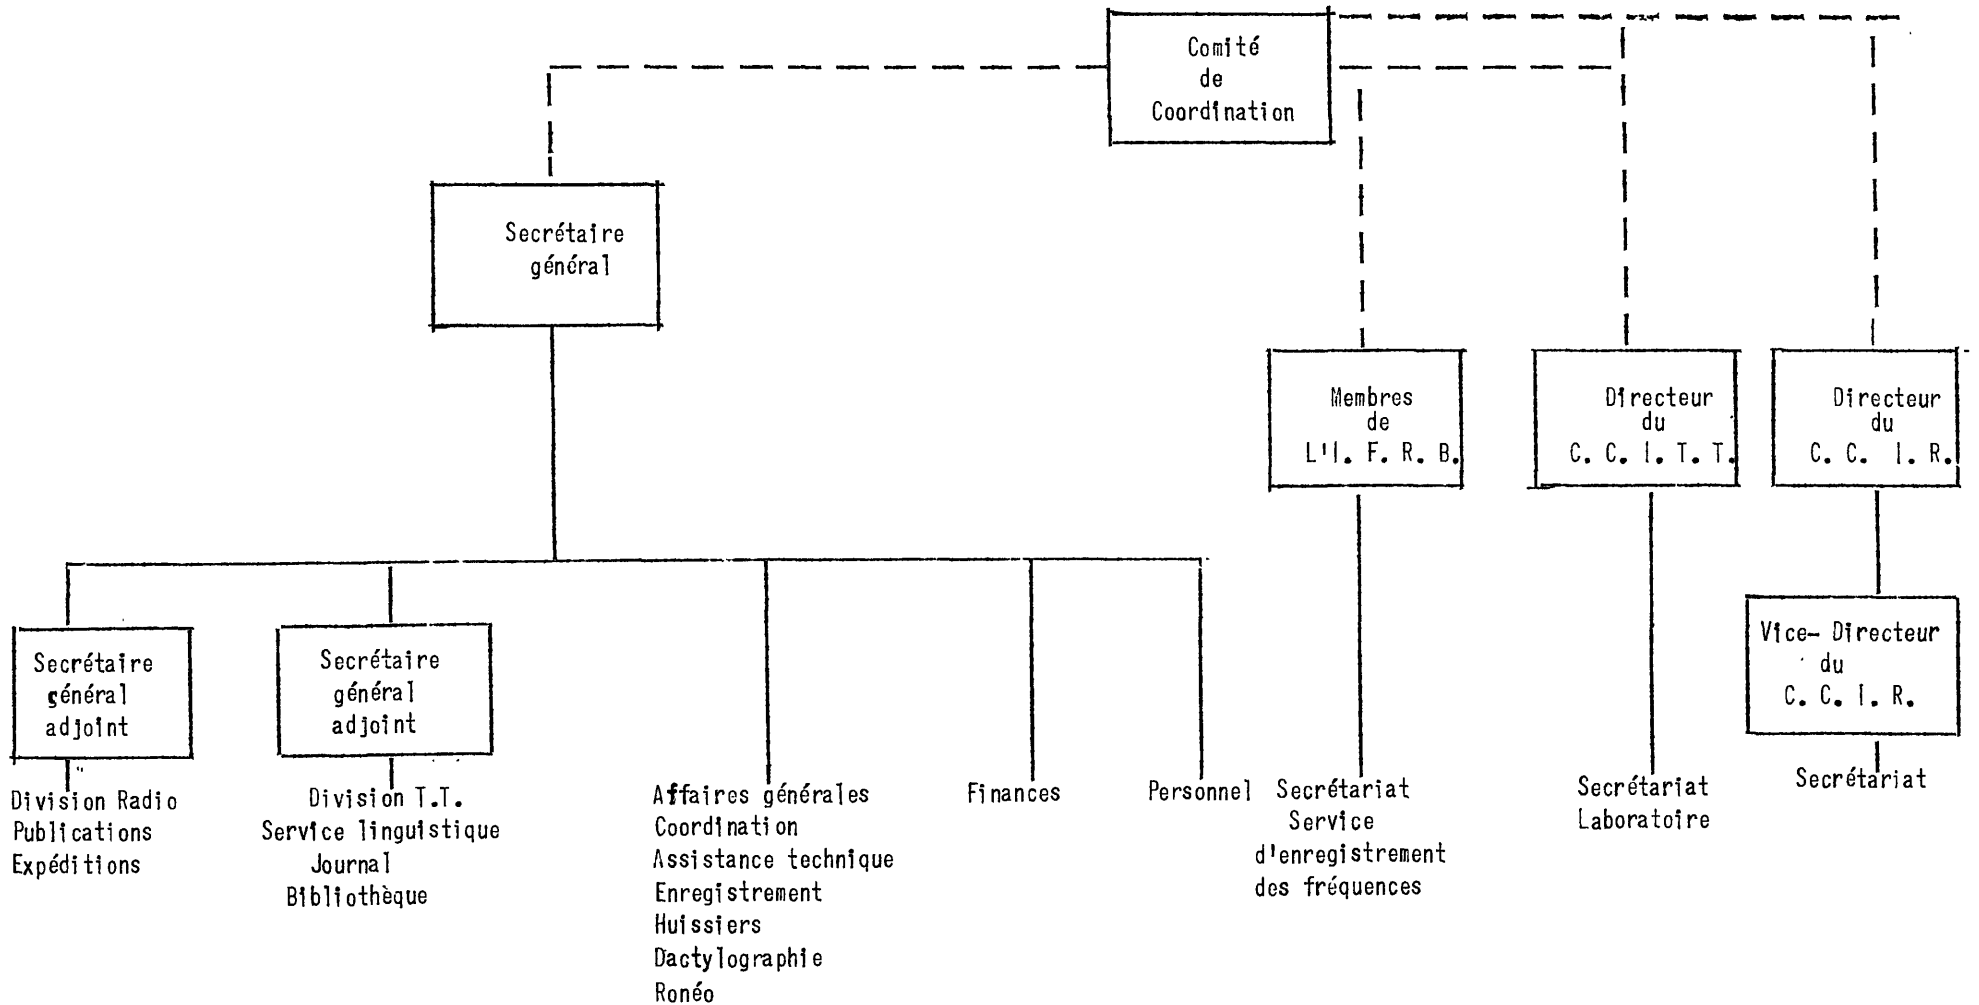 Comité
de
Coordination
Secrétaire
général
Membres
de
L'I. F. R. B.
Directeur
du
C. C. I. T. T.
Directeur
du
C. C. I. R.
Secrétaire
général
adjoint
Secrétaire
général
adjoint
Vice- Directeur
du
C. C. I. R.
Division Radio
Publications
Expéditions
Division T.T.
Service linguistique
Journal
Bibliothèque
Affaires générales
Coordination
Assistance technique
Enregistrement
Huissiers
Dactylographie
Ronéo
Finances
Personnel
Secrétariat
Service
d'enregistrement
des fréquences
Secrétariat
Laboratoire
Secrétariat